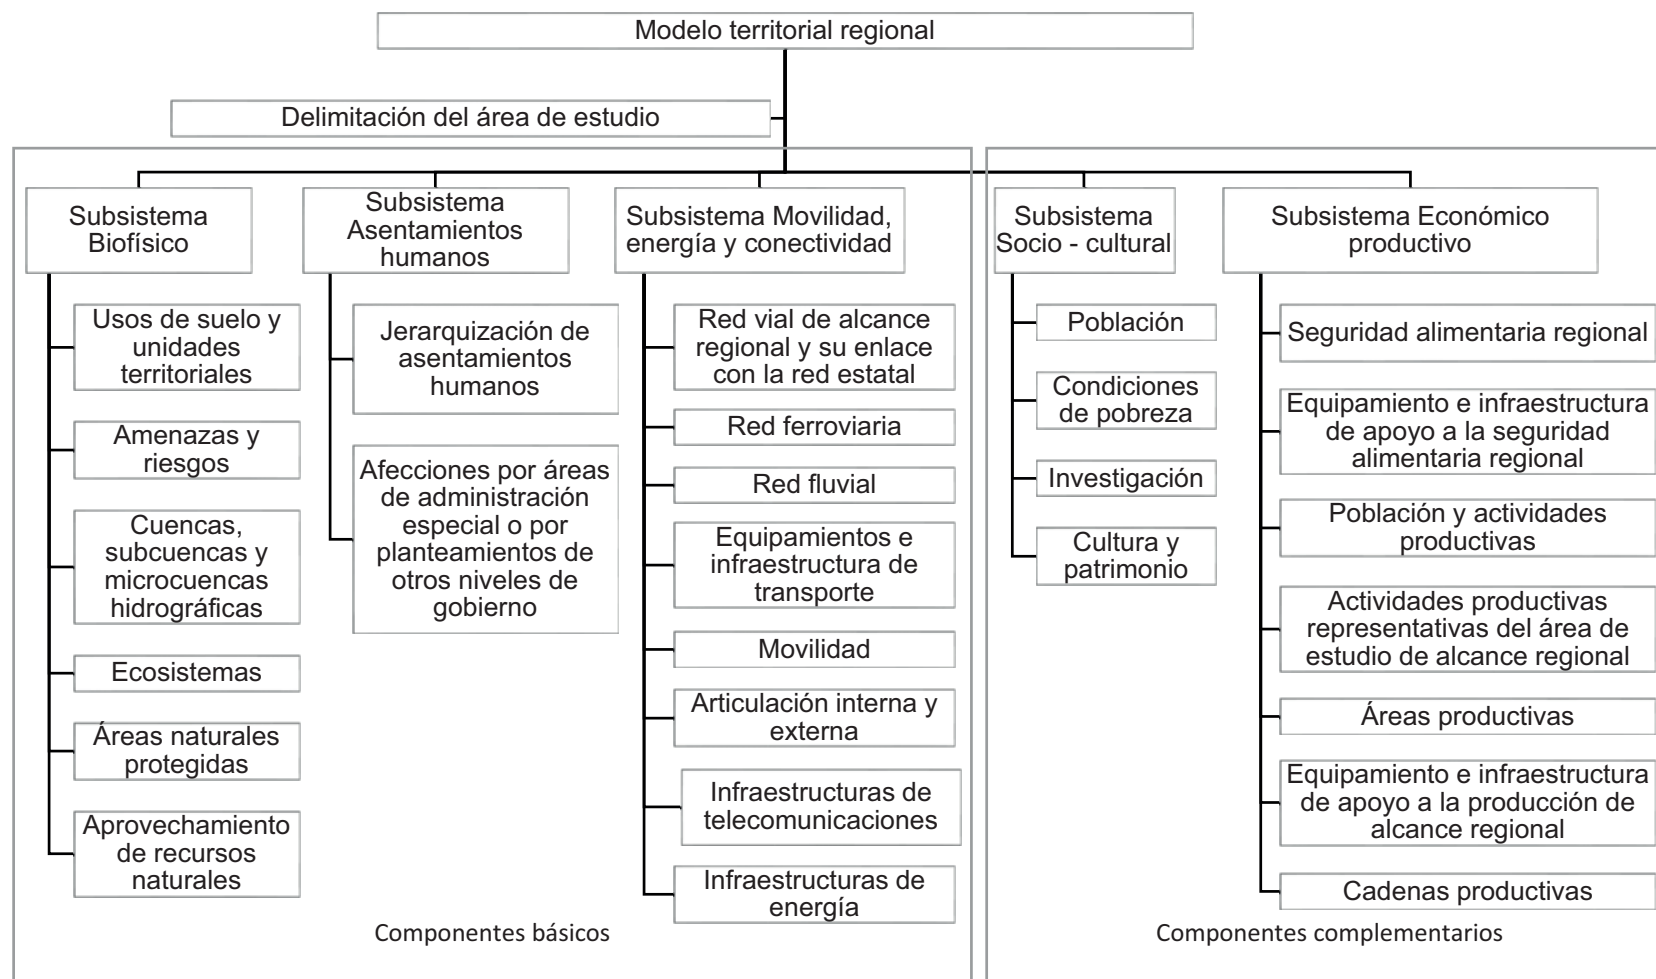 Modelo territorial regional
Delimitación del área de estudio
Subsistema
Biofísico
Usos de suelo y
unidades
territoriales
Amenazas y
riesgos
Cuencas,
subcuencas y
microcuencas
hidrográficas
Ecosistemas
Áreas naturales
protegidas
Aprovechamiento
de recursos
naturales
Subsistema
Asentamientos
humanos
Jerarquización de
asentamientos
humanos
Afecciones por áreas
de administración
especial o por
planteamientos de
otros niveles de
gobierno
Subsistema Movilidad,
energía y conectividad
Red vial de alcance
regional y su enlace
con la red estatal
Red ferroviaria
Red fluvial
Equipamientos e
infraestructura de
transporte
Movilidad
Articulación interna y
externa
Infraestructuras de
telecomunicaciones
Infraestructuras de
energía
Componentes básicos
Subsistema
Socio - cultural
Población
Condiciones
de pobreza
Investigación
Cultura y
patrimonio
Subsistema Económico
productivo
Seguridad alimentaria regional
Equipamiento e infraestructura
de apoyo a la seguridad
alimentaria regional
Población y actividades
productivas
Actividades productivas
representativas del área de
estudio de alcance regional
Áreas productivas
Equipamiento e infraestructura
de apoyo a la producción de
alcance regional
Cadenas productivas
Componentes complementarios